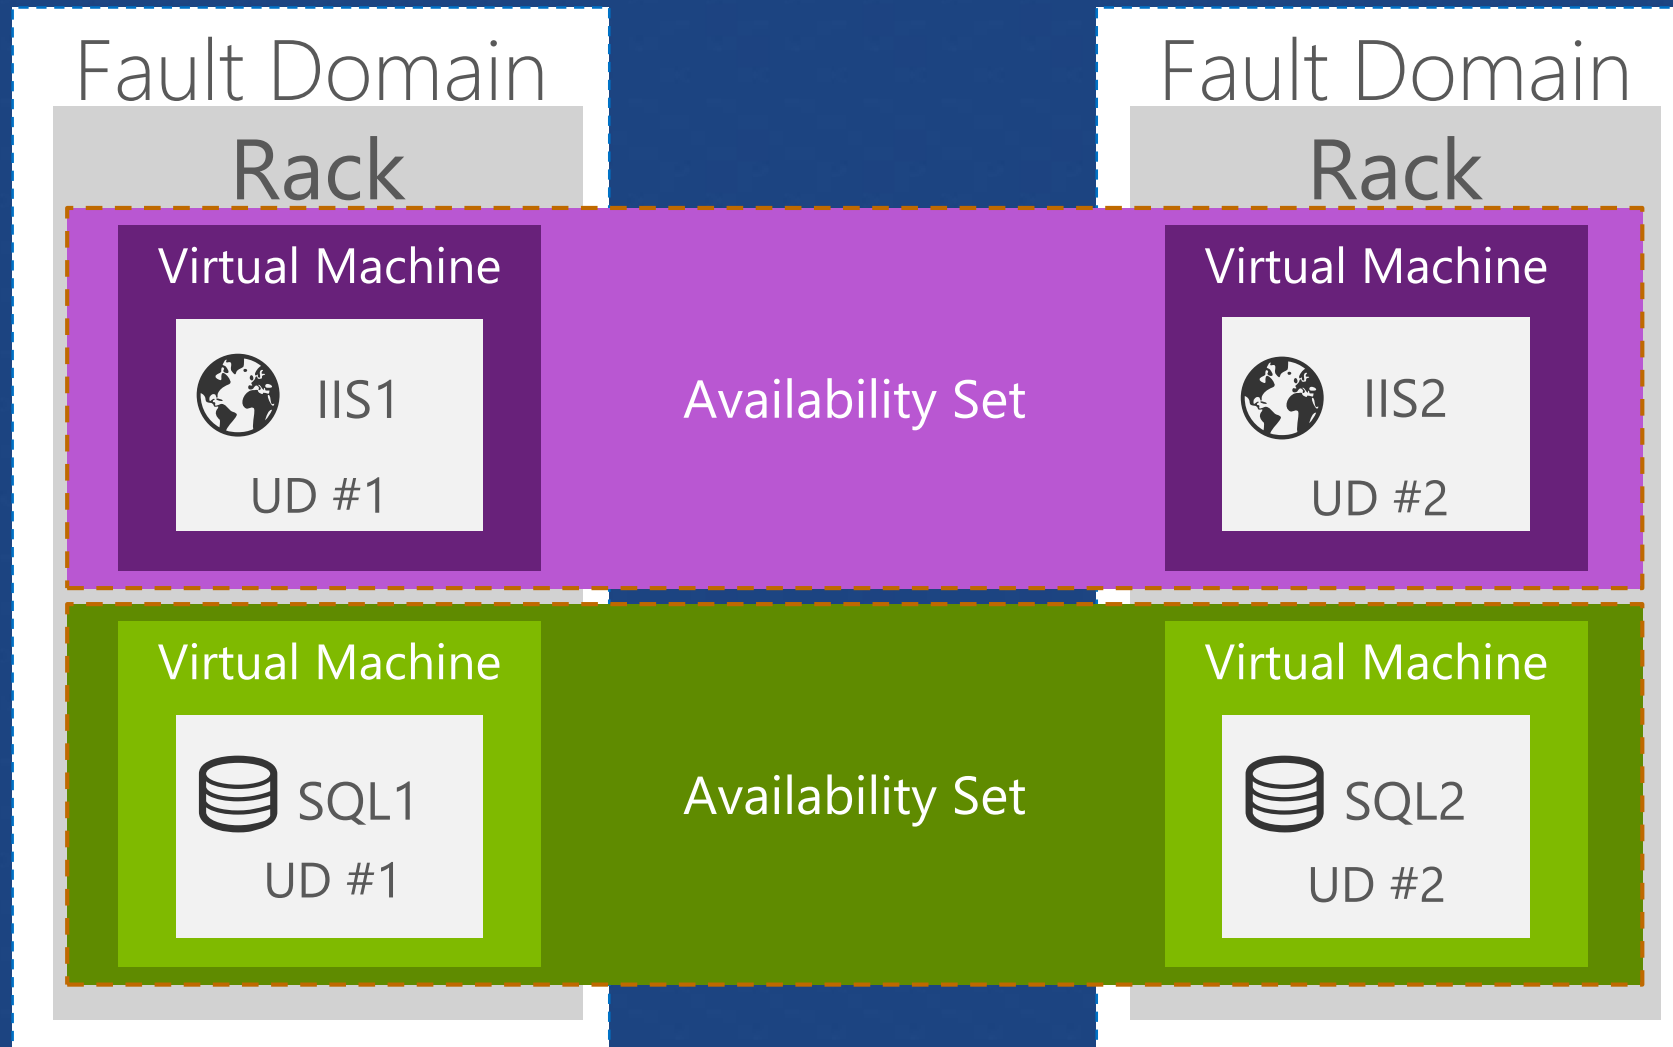 Fault Domain
Rack
Fault Domain
Rack
Virtual Machine
IIS1
UD #1
Availability Set
Virtual Machine
IIS2
UD #2
Virtual Machine
SQL1
UD #1
Availability Set
Virtual Machine
SQL2
UD #2